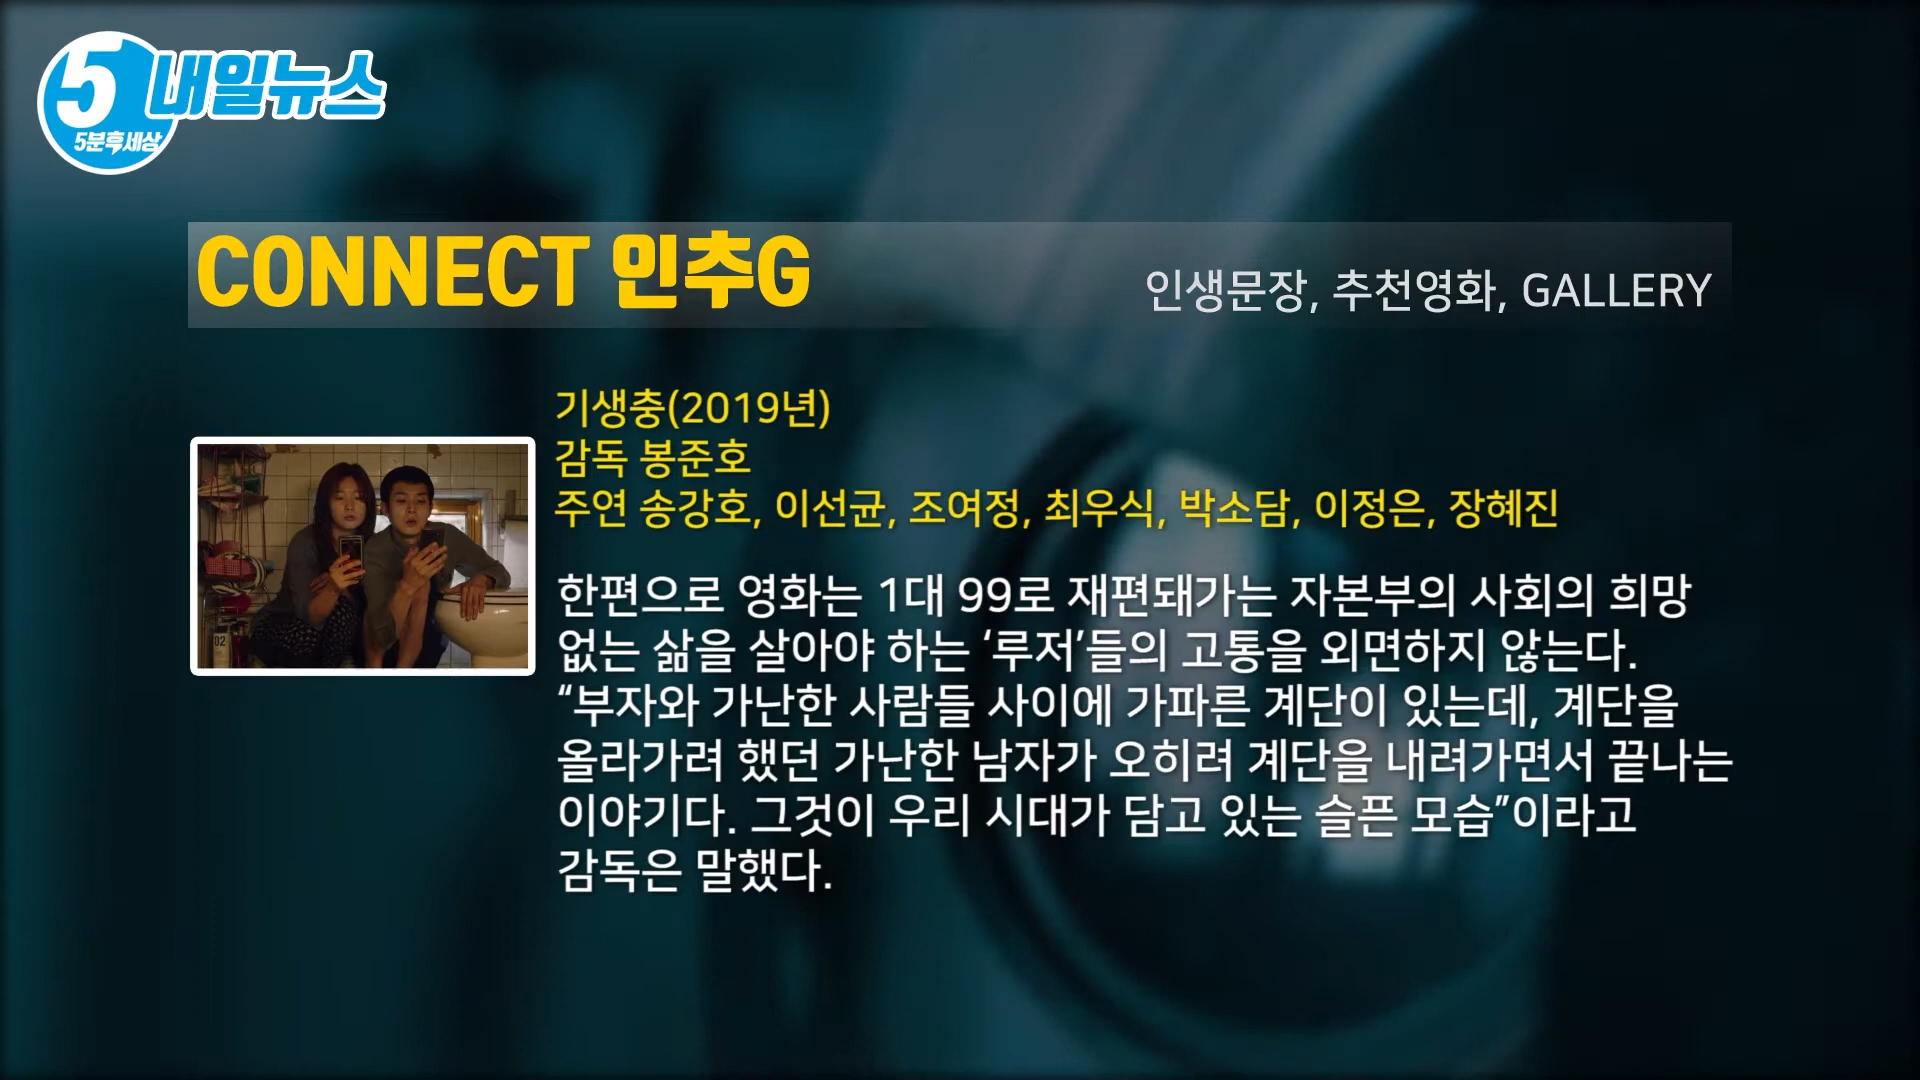 5 내일뉴스
5분후세상
CONNECT 인추G
인생문장, 추천영화, GALLERY
기생충(2019년)
감독 봉준호
주연 송강호, 이선균, 조여정, 최우식, 박소담, 이정은, 장혜진
한편으로 영화는 1대 99로 재편돼가는 자본부의 사회의 희망
없는 삶을 살아야 하는 ‘루저’들의 고통을 외면하지 않는다.
“부자와 가난한 사람들 사이에 가파른 계단이 있는데, 계단을
올라가려 했던 가난한 남자가 오히려 계단을 내려가면서 끝나는
이야기다. 그것이 우리 시대가 담고 있는 슬픈 모습”이라고
감독은 말했다.